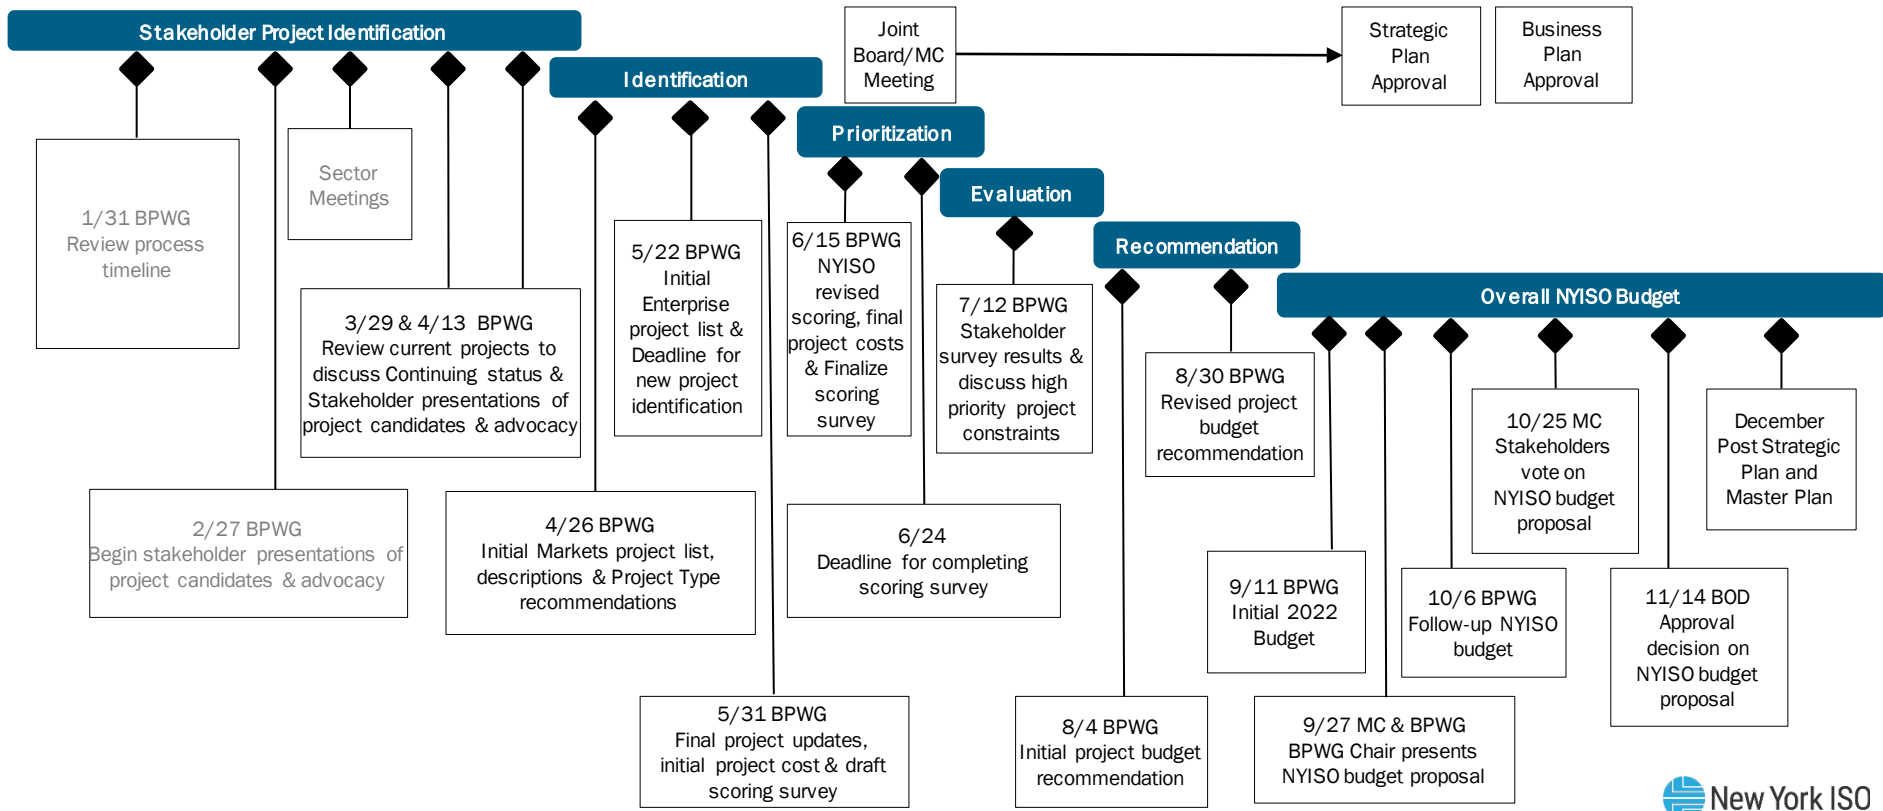 Stakeholder Project Identification
Joint
Board/MC
Meeting
Strategic
Plan
Approval
Business
Plan
Approval
Identification
Prioritization
Evaluation
Recommendation
Overall NYISO Budget
1/31 BPWG
Review process
timeline
Sector
Meetings
3/29 & 4/13 BPWG
Review current projects to
discuss Continuing status &
Stakeholder presentations of
project candidates & advocacy
2/27 BPWG
Begin stakeholder presentations of
project candidates & advocacy
4/26 BPWG
Initial Markets project list,
descriptions & Project Type
recommendations
5/22 BPWG
Initial
Enterprise
project list &
Deadline for
new project
identification
5/31 BPWG
Final project updates,
initial project cost & draft
scoring survey
6/15 BPWG
NYISO
revised
scoring, final
project costs
& Finalize
scoring
survey
6/24
Deadline for completing
scoring survey
7/12 BPWG
Stakeholder
survey results &
discuss high
priority project
constraints
8/4 BPWG
Initial project budget
recommendation
8/30 BPWG
Revised project
budget
recommendation
9/11 BPWG
Initial 2022
Budget
9/27 MC & BPWG
BPWG Chair presents
NYISO budget proposal
10/6 BPWG
Follow-up NYISO
budget
10/25 MC
Stakeholders
vote on
NYISO budget
proposal
11/14 BOD
Approval
decision on
NYISO budget
proposal
December
Post Strategic
Plan and
Master Plan
New York ISO